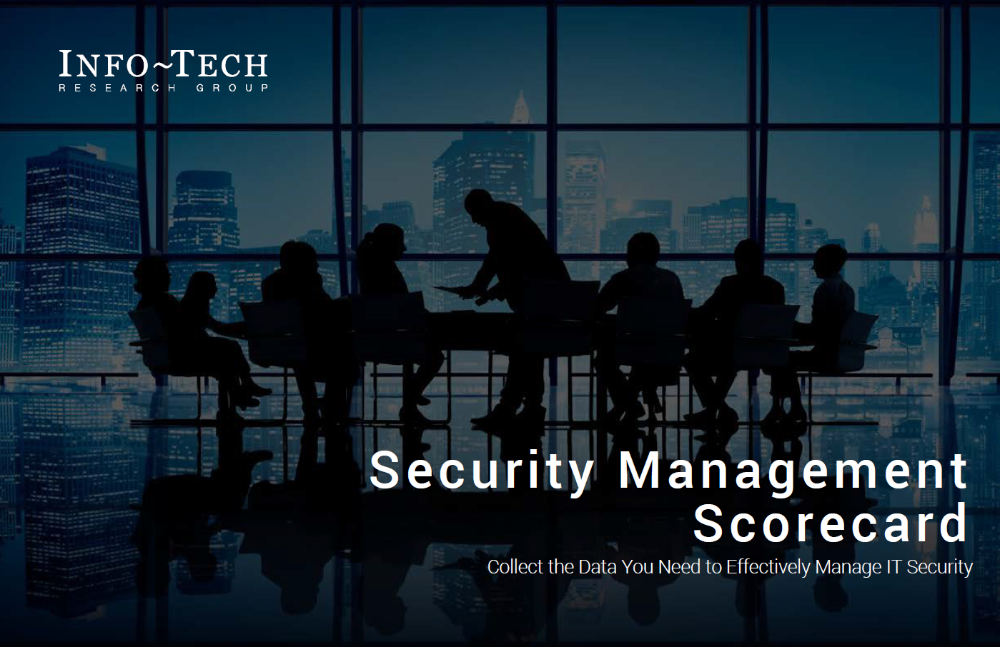 INFO~TECH
RESEARCH GROUP
Security Management
Scorecard
Collect the Data You Need to Effectively Manage IT Security